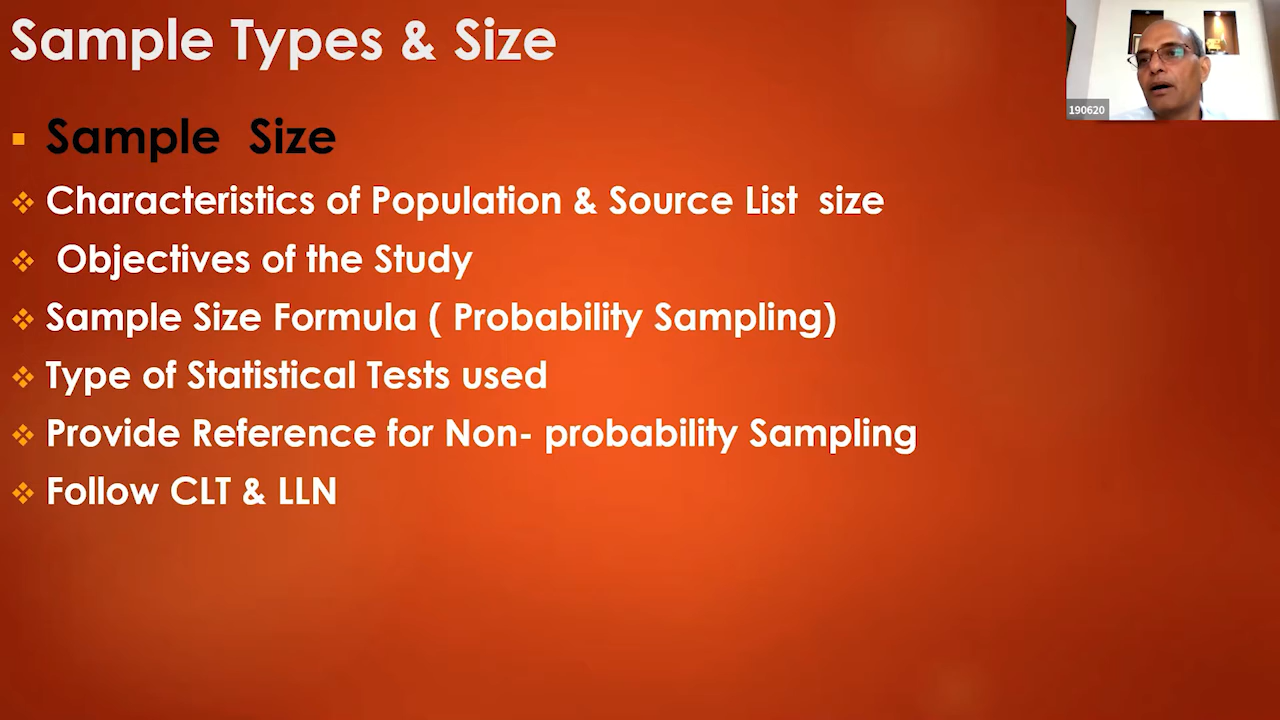 Sample Types & Size
190620
Sample Size
Characteristics of Population & Source List size
Objectives of the Study
Sample Size Formula ( Probability Sampling)
Type of Statistical Tests used
Provide Reference for Non- probability Sampling
Follow CLT & LLN